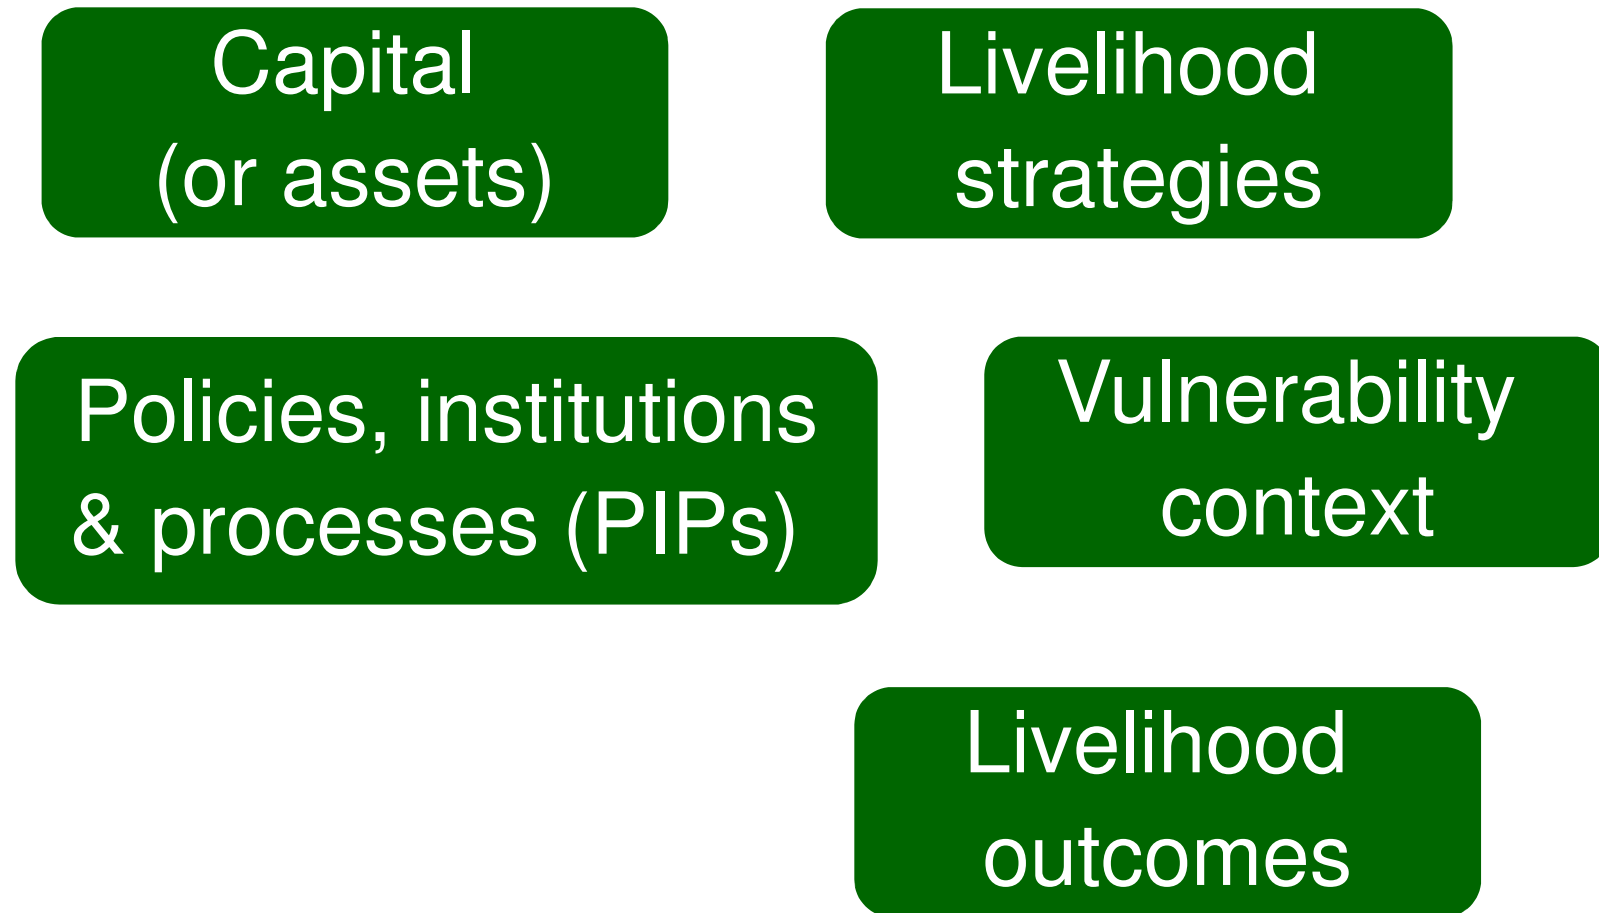 Capital
(or assets)
Livelihood
strategies
Policies, institutions
& processes (PIPs)
Vulnerability
context
Livelihood
outcomes